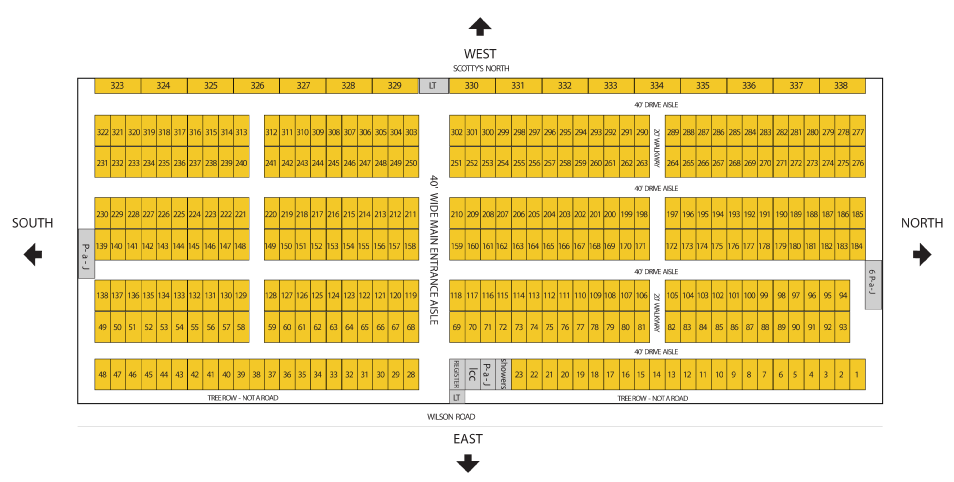 WEST
SCOTTY'S NORTH
323 324 325 326 327 328 329 LT 330 331 332 333 334 335 336 337 338
40' DRIVE AISLE
322 321 320 319 318 317 316 315 314 313 312 311 310 309 308 307 306 305 304 303 302 301 300 299 298 297 296 295 294 293 292 291 290 289 288 287 286 285 284 283 282 281 280 279 278 277
20' WALKWAY
231 232 233 234 235 236 237 238 239 240 241 242 243 244 245 246 247 248 249 250 251 252 253 254 255 256 257 258 259 260 261 262 263 264 265 266 267 268 269 270 271 272 273 274 275 276
40' WIDE MAIN ENTRANCE AISLE
40' DRIVE AISLE
230 229 228 227 226 225 224 223 222 221 220 219 218 217 216 215 214 213 212 211 210 209 208 207 206 205 204 203 202 201 200 199 198 197 196 195 194 193 192 191 190 189 188 187 186 185
SOUTH
NORTH
P-a-J
139 140 141 142 143 144 145 146 147 148 149 150 151 152 153 154 155 156 157 158 159 160 161 162 163 164 165 166 167 168 169 170 171 172 173 174 175 176 177 178 179 180 181 182 183 184
6 P-a-J
40' DRIVE AISLE
138 137 136 135 134 133 132 131 130 129 128 127 126 125 124 123 122 121 120 119 118 117 116 115 114 113 112 111 110 109 108 107 106 105 104 103 102 101 100 99 98 97 96 95 94
20' WALKWAY
49 50 51 52 53 54 55 56 57 58 59 60 61 62 63 64 65 66 67 68 69 70 71 72 73 74 75 76 77 78 79 80 81 82 83 84 85 86 87 88 89 90 91 92 93
40' DRIVE AISLE
48 47 46 45 44 43 42 41 40 39 38 37 36 35 34 33 32 31 30 29 28 REGISTER Icc P-a-J showers 23 22 21 20 19 18 17 16 15 14 13 12 11 10 9 8 7 6 5 4 3 2 1
TREE ROW - NOT A ROAD
LT
TREE ROW - NOT A ROAD
WILSON ROAD
EAST